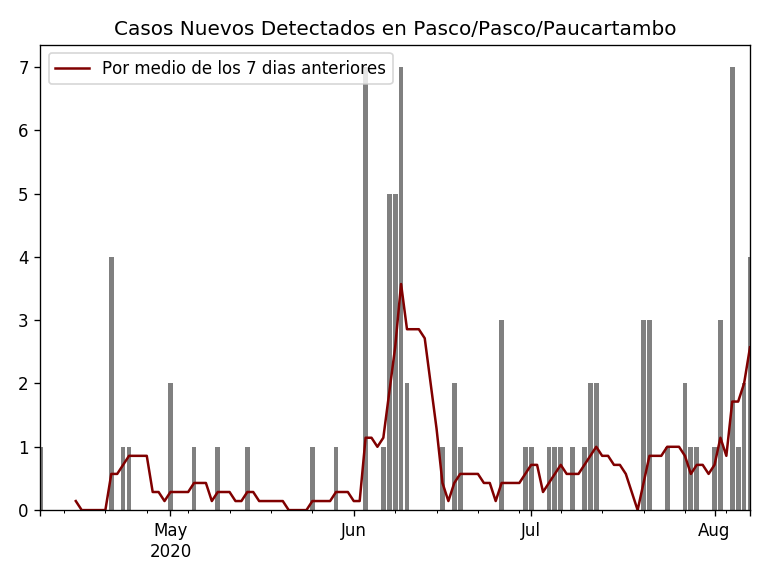 Casos Nuevos Detectados en Pasco/Pasco/Paucartambo
Por medio de los 7 dias anteriores
7
6
5
4
3
2
1
0
May
2020
Jun
Jul
Aug